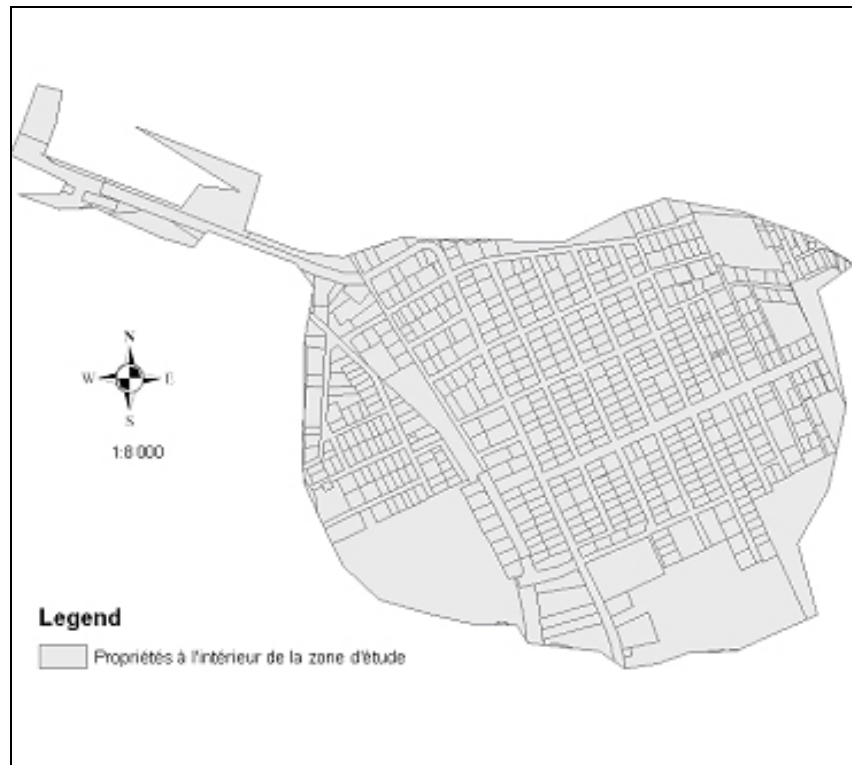 N
W E
S
1:8 000
Legend
Propriétés à l'intérieur de la zone d'étude